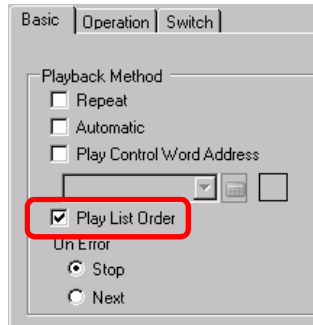 Basic Operation Switch
Playback Method
Repeat
Automatic
Play Control Word Address
Play List Order
On Error
Stop
Next